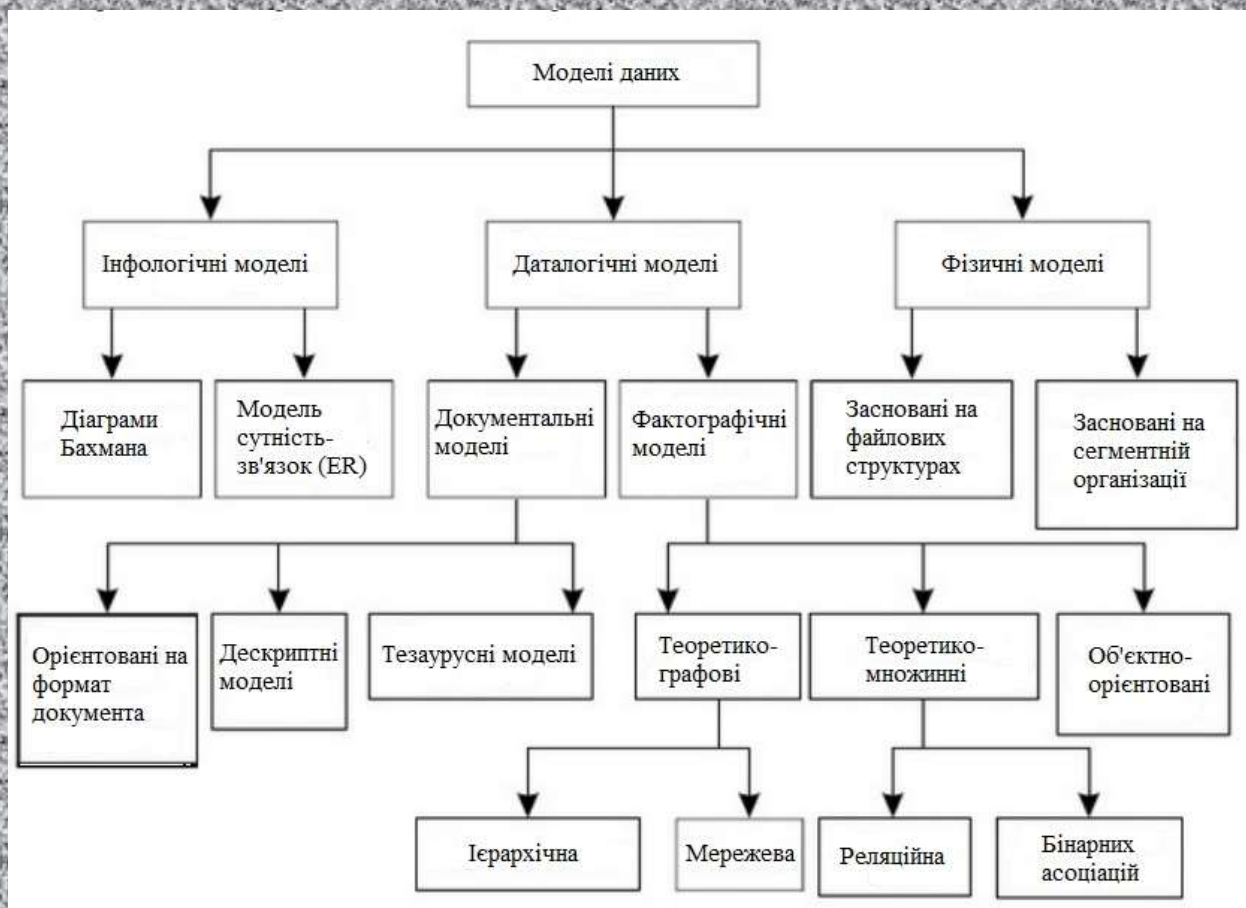 Моделі даних
Інфологічні моделі
Даталогічні моделі
Фізичні моделі
Діаграми
Бахмана
Модель
сутність-
зв'язок (ER)
Документальні
моделі
Фактографічні
моделі
Засновані на
файлових
структурах
Засновані на
сегментній
організації
Орієнтовані на
формат
документа
Дескриптні
моделі
Тезаурусні моделі
Теоретико-
графові
Теоретико-
множинні
Об'єктно-
орієнтовані
Ієрархічна
Мережева
Реляційна
Бінарних
асоціацій